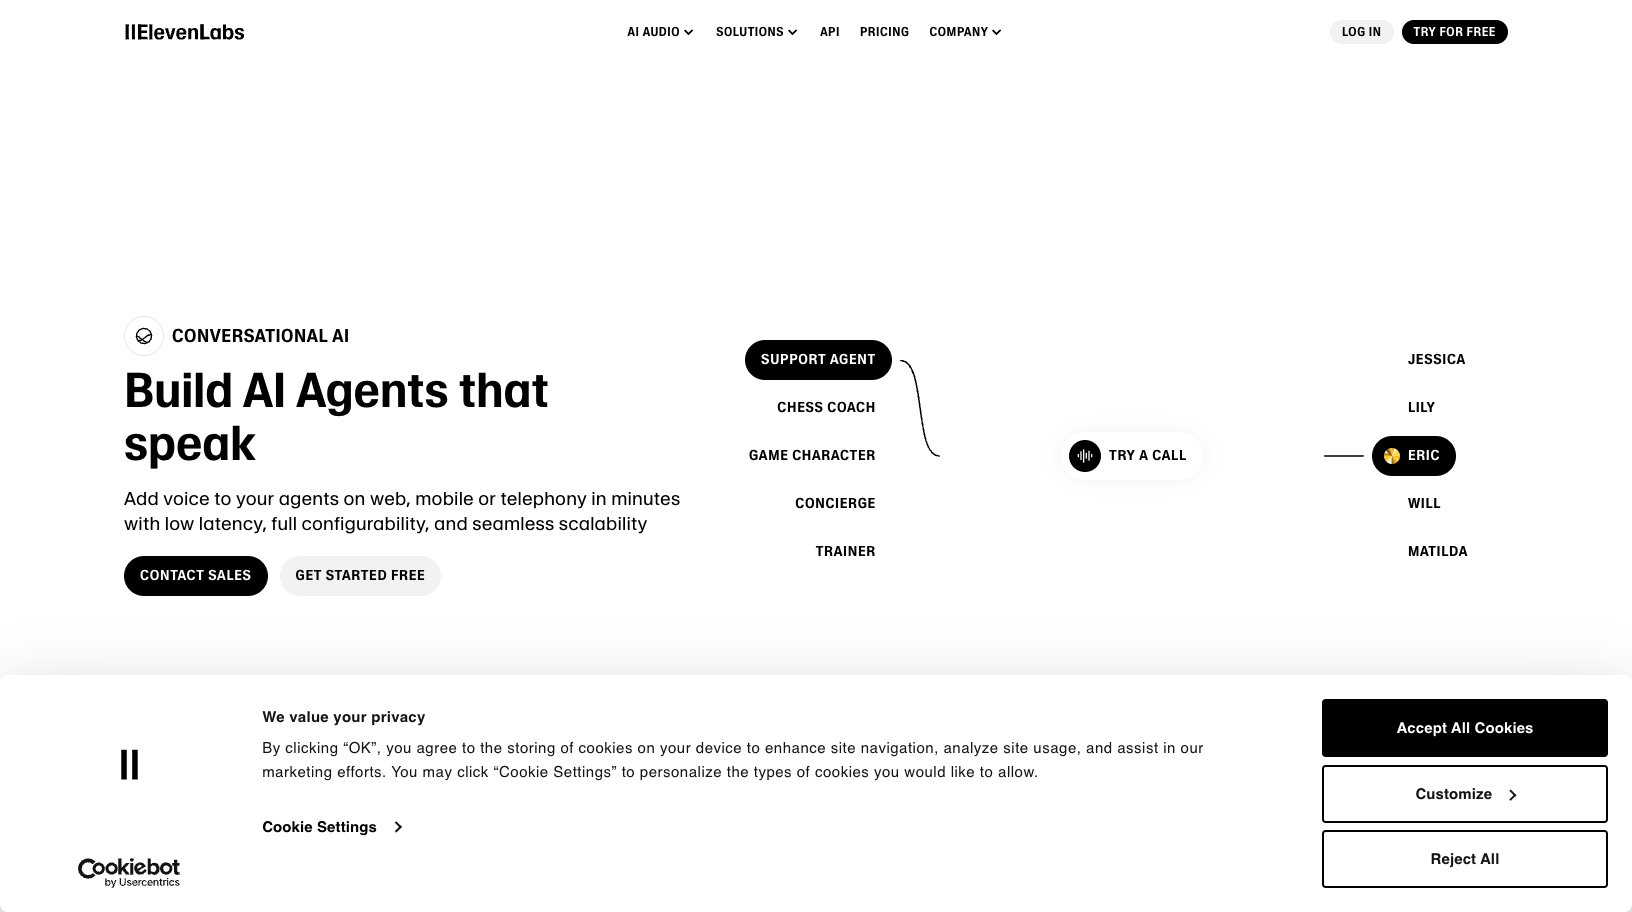 IIElevenLabs
AI AUDIO
SOLUTIONS
API
PRICING
COMPANY
LOG IN
TRY FOR FREE
CONVERSATIONAL AI
Build AI Agents that
speak
Add voice to your agents on web, mobile or telephony in minutes
with low latency, full configurability, and seamless scalability
CONTACT SALES
GET STARTED FREE
SUPPORT AGENT
CHESS COACH
GAME CHARACTER
CONCIERGE
TRAINER
TRY A CALL
JESSICA
LILY
ERIC
WILL
MATILDA
We value your privacy
By clicking “OK”, you agree to the storing of cookies on your device to enhance site navigation, analyze site usage, and assist in our
marketing efforts. You may click “Cookie Settings” to personalize the types of cookies you would like to allow.
Cookie Settings
Cookiebot
by Usercentrics
Accept All Cookies
Customize
Reject All